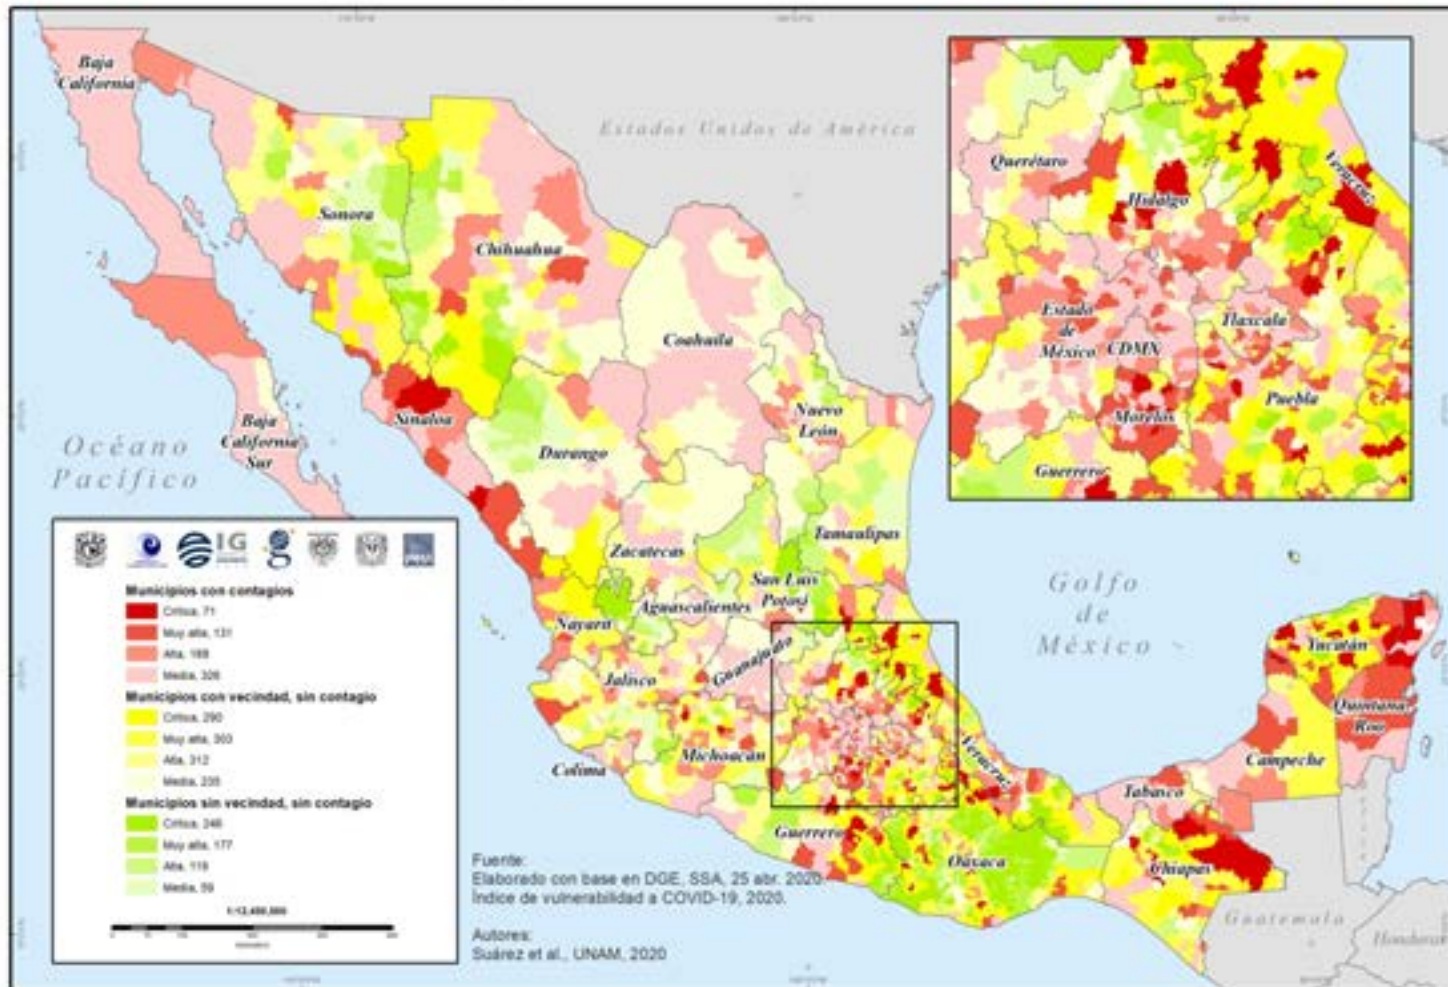 Baja
California
Estados Unidos de América
Sonora
Chihuahua
Coahuila
Sinaloa
Nuevo
León
Baja
California
Sur
Durango
Océano
Pacífico
Tamaulipas
Zacatecas
San Luis
Potosí
Aguascalientes
Nayarit
Guanajuato
Jalisco
Michoacán
Colima
Veracruz
Guerrero
Oaxaca
Golfo
de
México
Yucatán
Quintana
Roo
Campeche
Tabasco
Chiapas
Guatemala
Honduras
Querétaro
Veracruz
Hidalgo
Estado
de
México
CDMX
Tlaxcala
Morelos
Puebla
Guerrero
IG
Municipios con contagios
Crítica, 71
Muy alta, 131
Alta,
Media, 326
Municipios con vecindad, sin contagio
Crítica, 290
Muy alta, 303
Alta, 312
Media, 235
Municipios sin vecindad, sin contagio
Crítica, 246
Muy alta, 177
Alta,
Media, 59
Fuente:
Elaborado con base en DGE, SSA, 25 abr. 2020.
Índice de vulnerabilidad a COVID-19, 2020.
Autores:
Suárez et al., UNAM, 2020